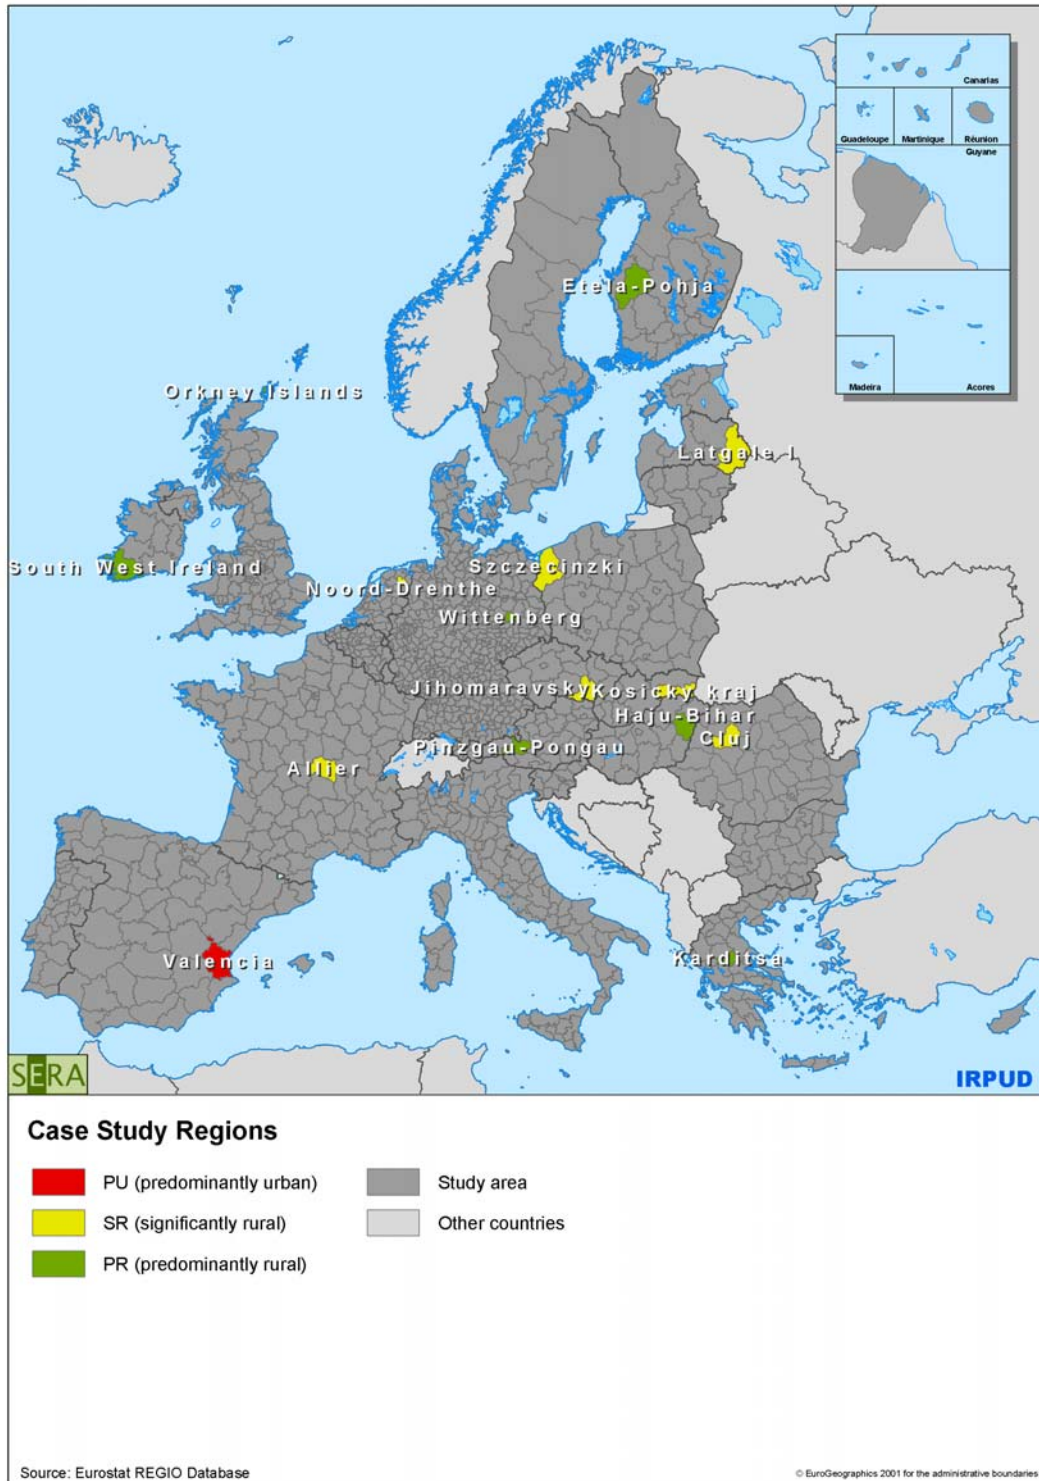 Canarias
Guadeloupe
Martinique
Réunion
Guyane
Madeira
Acores
Etela-Pohja
Orkney Islands
Latgale I
South West Ireland
Szczecinzki
Noord-Drenthe
Wittenberg
Jihomaravsky
Kosicky kraj
Haju-Bihar
Cluj
Pinzgau-Pongau
Allier
Valencia
Karditsa
SERA
IRPUD
Case Study Regions
PU (predominantly urban)
Study area
SR (significantly rural)
Other countries
PR (predominantly rural)
Source: Eurostat REGIO Database
© EuroGeographics 2001 for the administrative boundaries